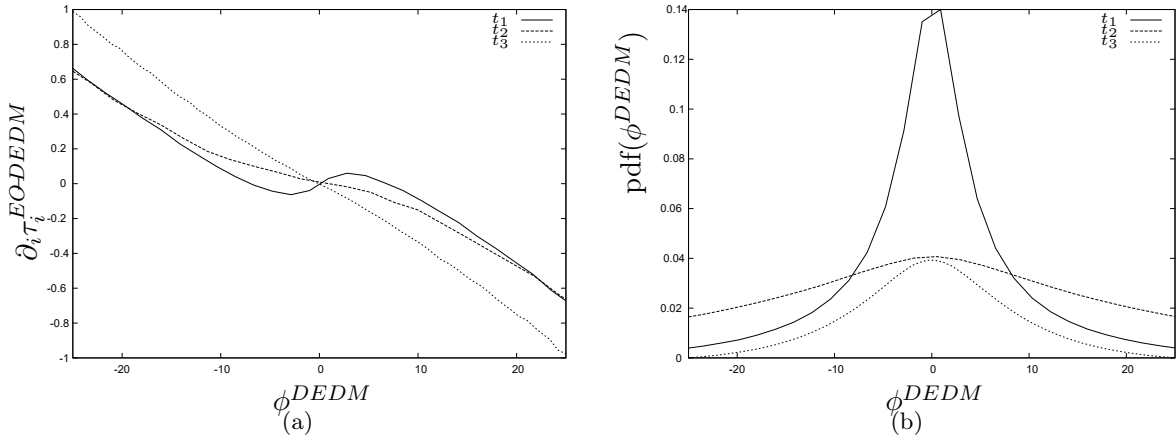 1
0.8
0.6
0.4
0.2
0
-0.2
-0.4
-0.6
-0.8
-1
-20 -10 0 10 20
∂ᵢτᵢ^{EO-DEDM}
ϕ^{DEDM}
t₁
t₂
t₃
(a)
0.14
0.12
0.1
0.08
0.06
0.04
0.02
0
-20 -10 0 10 20
pdf(ϕ^{DEDM})
ϕ^{DEDM}
t₁
t₂
t₃
(b)